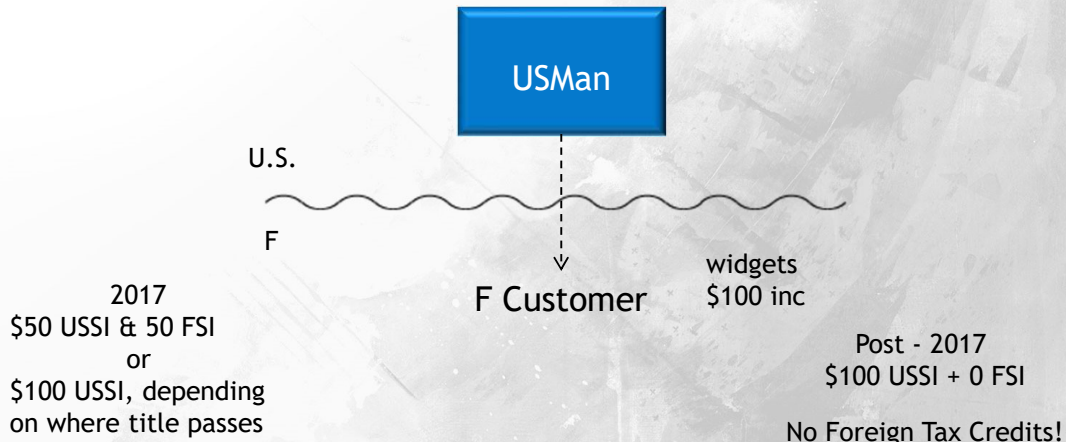 USMan
U.S.
F
F Customer
widgets
$100 inc
2017
$50 USSI & 50 FSI
or
$100 USSI, depending
on where title passes
Post - 2017
$100 USSI + 0 FSI
No Foreign Tax Credits!